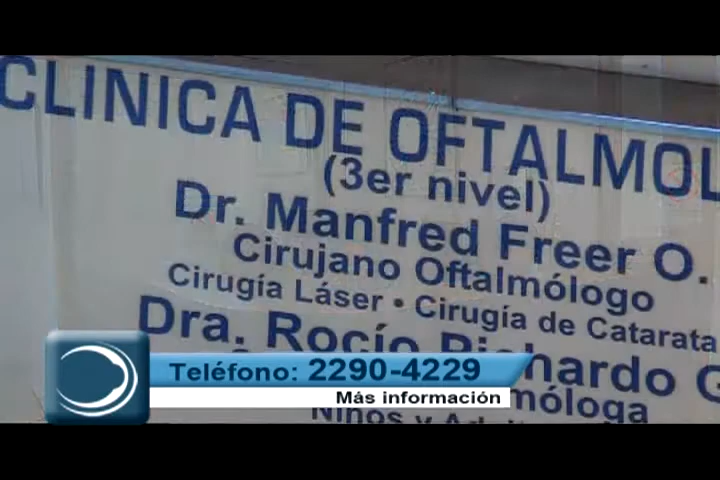 CLINICA DE OFTALMOL
(3er nivel)
Dr. Manfred Freer O.
Cirujano Oftalmólogo
Cirugía Láser • Cirugía de Catarata
Dra. Rocío
Teléfono: 2290-4229
Más información
Niños y